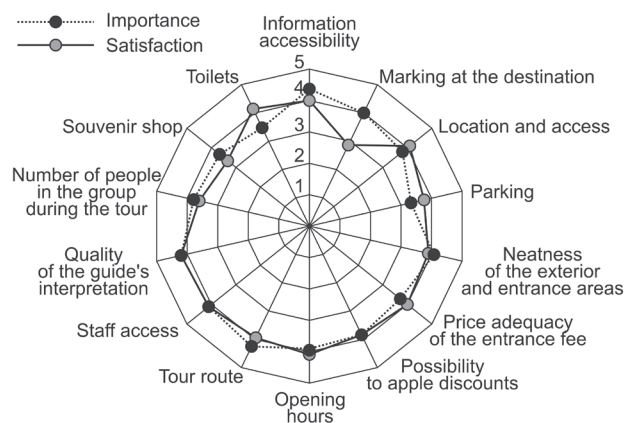 Importance
Satisfaction
Information
accessibility
5
4
3
2
1
Toilets
Marking at the destination
Souvenir shop
Location and access
Number of people
in the group
during the tour
Parking
Quality
of the guide's
interpretation
Neatness
of the exterior
and entrance areas
Staff access
Price adequacy
of the entrance fee
Tour route
Possibility
to apple discounts
Opening
hours